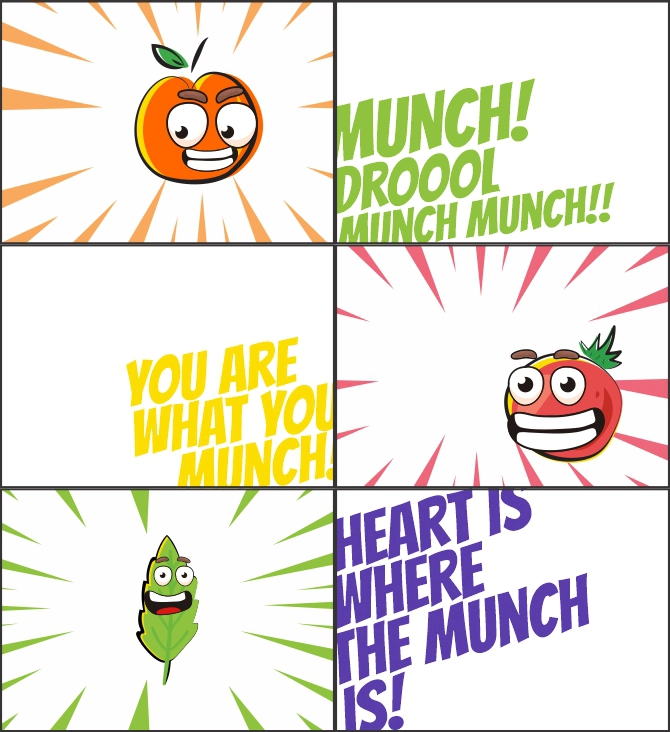 MUNCH!
DROOOL
MUNCH MUNCH!!
YOU ARE
WHAT YOU
MUNCH!
HEART IS
WHERE
THE MUNCH
IS!